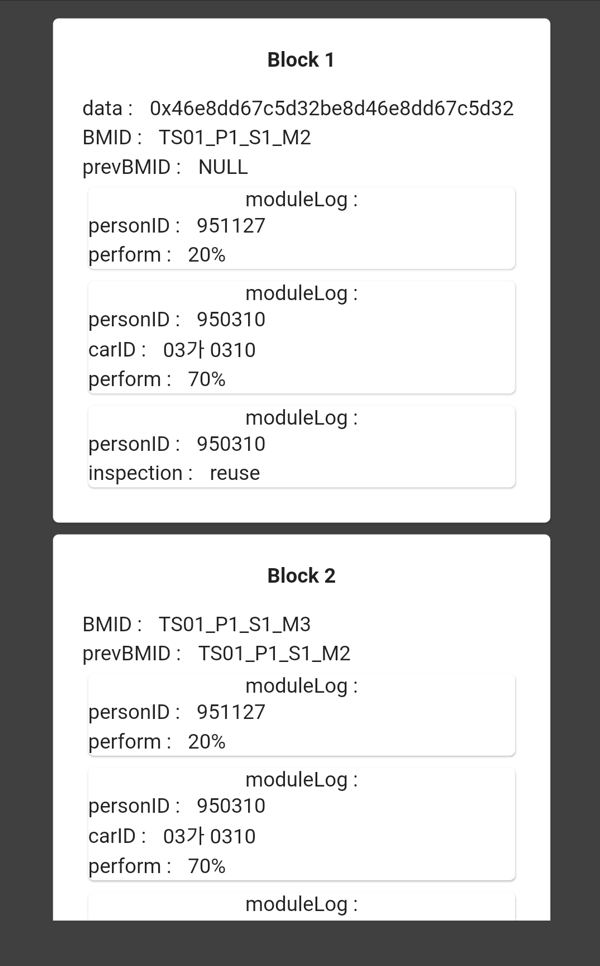 Block 1
data : 0x46e8dd67c5d32be8d46e8dd67c5d32
BMID : TS01_P1_S1_M2
prevBMID : NULL
moduleLog :
personID : 951127
perform : 20%
moduleLog :
personID : 950310
carID : 03가 0310
perform : 70%
moduleLog :
personID : 950310
inspection : reuse
Block 2
BMID : TS01_P1_S1_M3
prevBMID : TS01_P1_S1_M2
moduleLog :
personID : 951127
perform : 20%
moduleLog :
personID : 950310
carID : 03가 0310
perform : 70%
moduleLog :